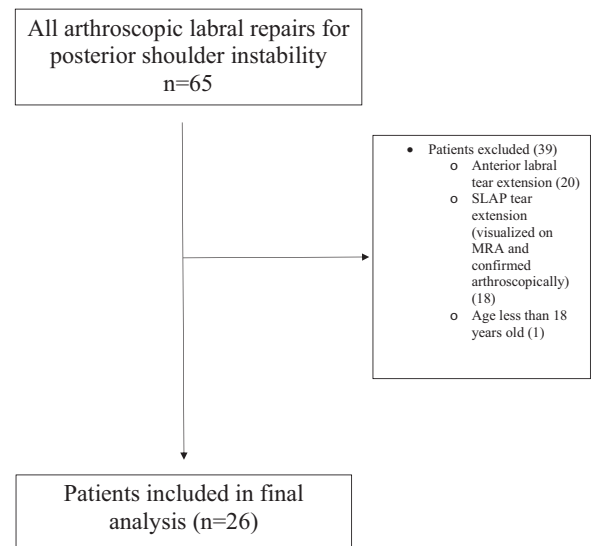 All arthroscopic labral repairs for
posterior shoulder instability
n=65
• Patients excluded (39)
o Anterior labral
tear extension (20)
o SLAP tear
extension
(visualized on
MRA and
confirmed
arthroscopically)
(18)
o Age less than 18
years old (1)
Patients included in final
analysis (n=26)